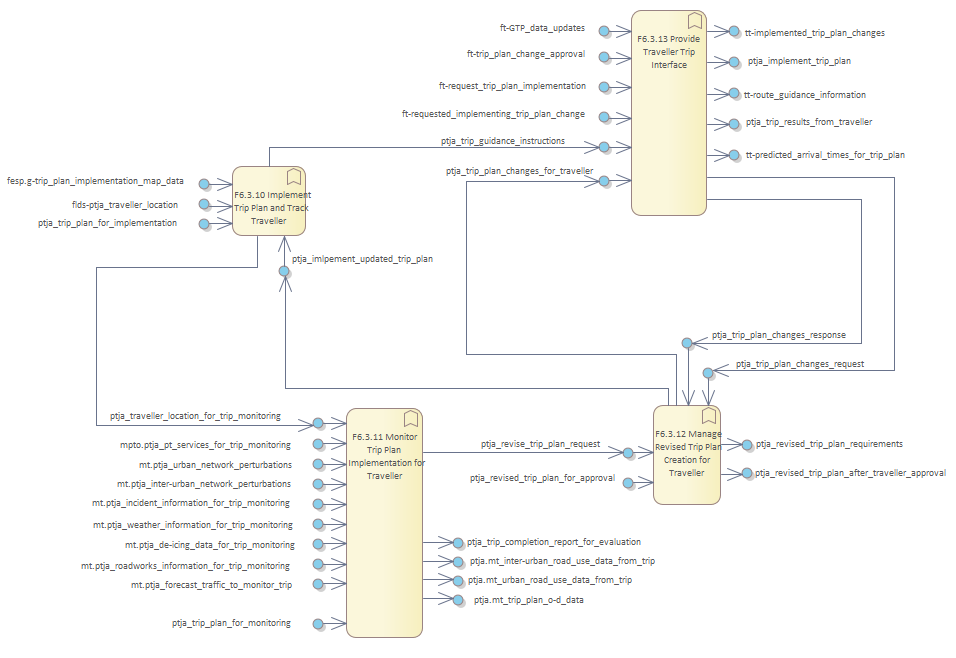 ft-GTP_data_updates
ft-trip_plan_change_approval
ft-request_trip_plan_implementation
ft-requested_implementing_trip_plan_change
ptja_trip_guidance_instructions
ptja_trip_plan_changes_for_traveller
F6.3.13 Provide
Traveller Trip
Interface
tt-implemented_trip_plan_changes
ptja_implement_trip_plan
tt-route_guidance_information
ptja_trip_results_from_traveller
tt-predicted_arrival_times_for_trip_plan
fesp.g-trip_plan_implementation_map_data
flds-ptja_traveller_location
ptja_trip_plan_for_implementation
F6.3.10 Implement
Trip Plan and Track
Traveller
ptja_imlpement_updated_trip_plan
ptja_trip_plan_changes_response
ptja_trip_plan_changes_request
ptja_traveller_location_for_trip_monitoring
mpto.ptja_pt_services_for_trip_monitoring
mt.ptja_urban_network_perturbations
mt.ptja_inter-urban_network_perturbations
mt.ptja_incident_information_for_trip_monitoring
mt.ptja_weather_information_for_trip_monitoring
mt.ptja_de-icing_data_for_trip_monitoring
mt.ptja_roadworks_information_for_trip_monitoring
mt.ptja_forecast_traffic_to_monitor_trip
ptja_trip_plan_for_monitoring
F6.3.11 Monitor
Trip Plan
Implementation for
Traveller
ptja_revise_trip_plan_request
ptja_revised_trip_plan_for_approval
F6.3.12 Manage
Revised Trip Plan
Creation for
Traveller
ptja_revised_trip_plan_requirements
ptja_revised_trip_plan_after_traveller_approval
ptja_trip_completion_report_for_evaluation
ptja.mt_inter-urban_road_use_data_from_trip
ptja.mt_urban_road_use_data_from_trip
ptja.mt_trip_plan_o-d_data